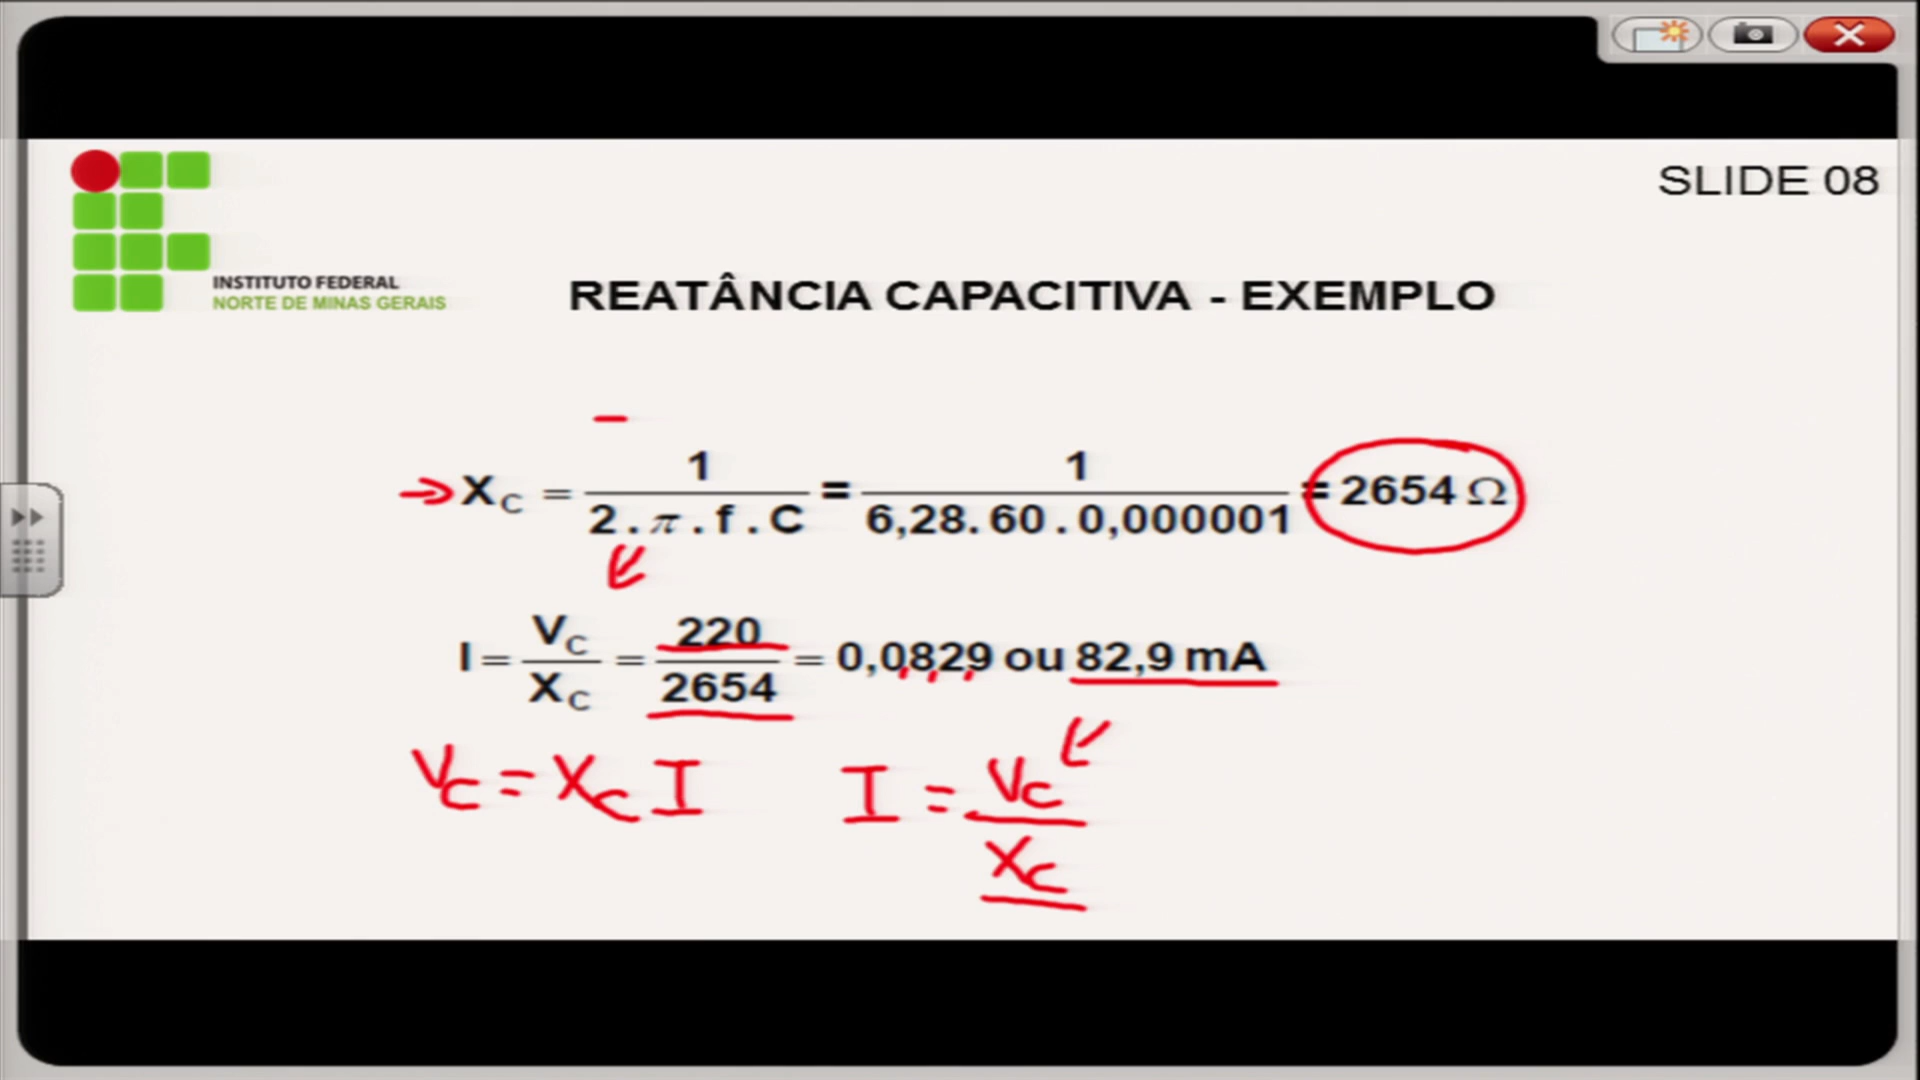 SLIDE 08
INSTITUTO FEDERAL
NORTE DE MINAS GERAIS
REATÂNCIA CAPACITIVA - EXEMPLO
X_C = 1 / (2 . π . f . C) = 1 / (6,28. 60 . 0,000001) = 2654 Ω
I = V_C / X_C = 220 / 2654 = 0,0829 ou 82,9 mA
V_C = X_C I
I = V_C / X_C